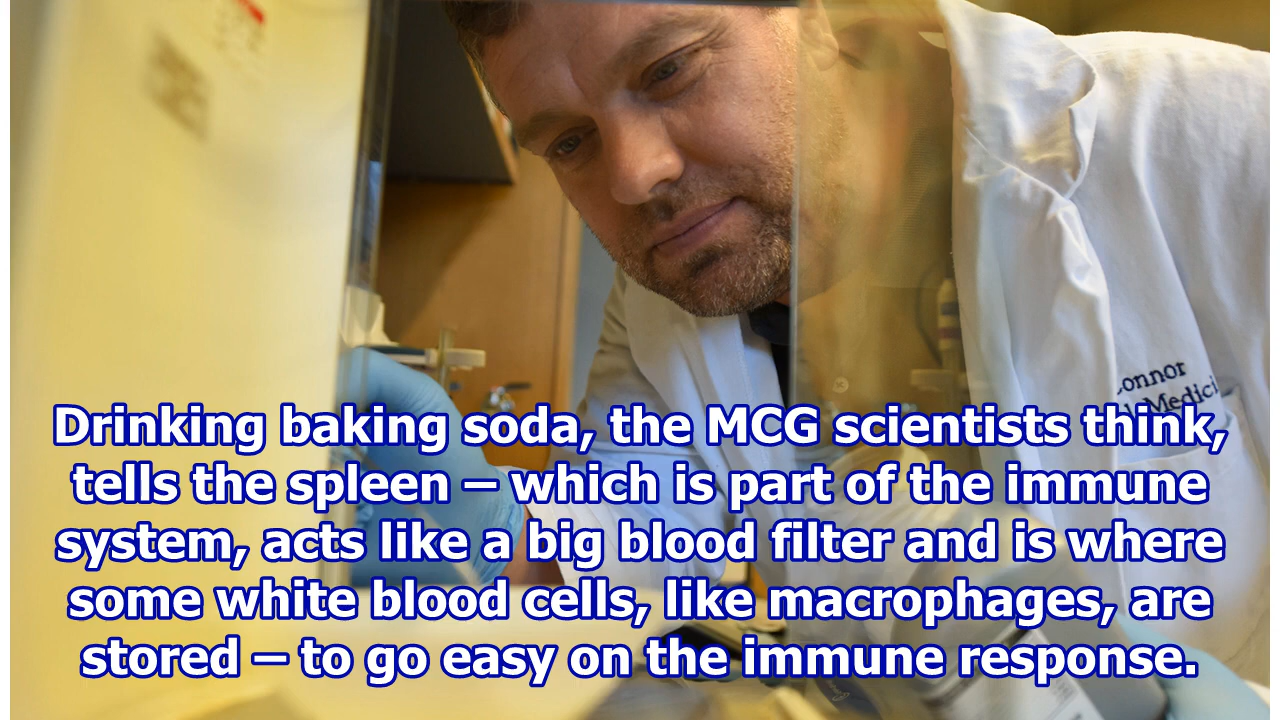 onnor
Medici
Drinking baking soda, the MCG scientists think,
tells the spleen – which is part of the immune
system, acts like a big blood filter and is where
some white blood cells, like macrophages, are
stored – to go easy on the immune response.